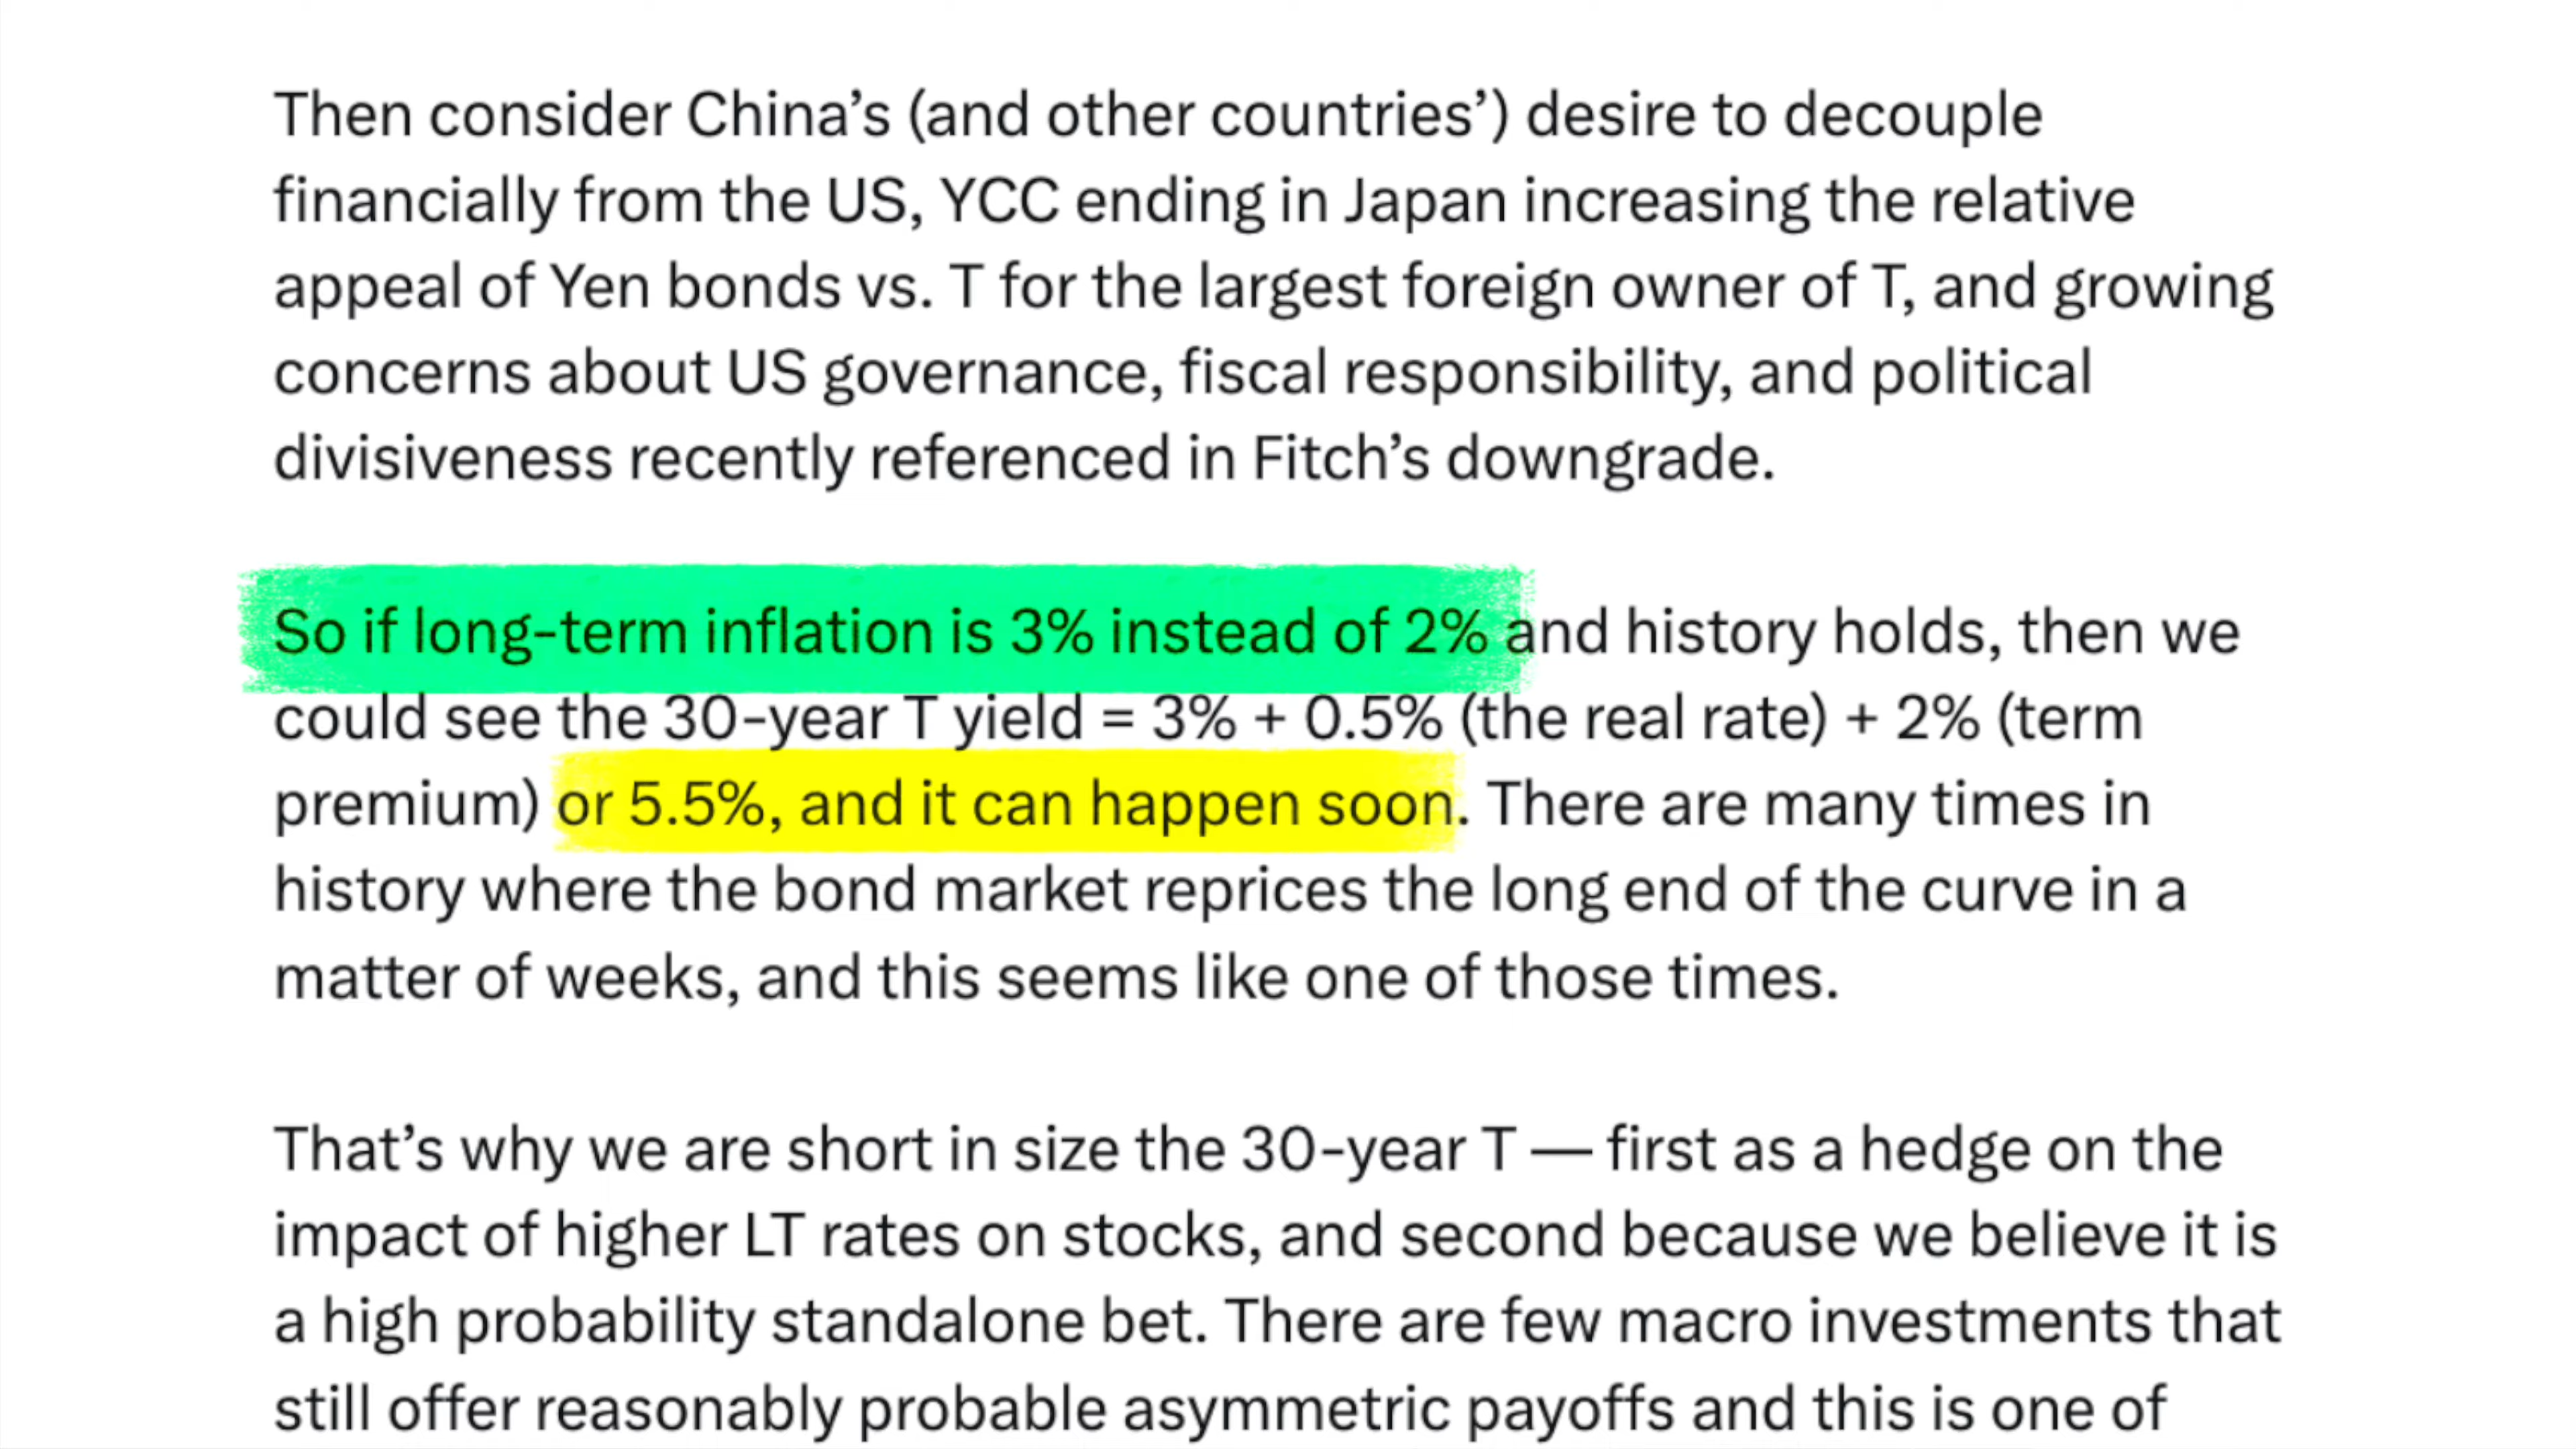 Then consider China’s (and other countries’) desire to decouple
financially from the US, YCC ending in Japan increasing the relative
appeal of Yen bonds vs. T for the largest foreign owner of T, and growing
concerns about US governance, fiscal responsibility, and political
divisiveness recently referenced in Fitch’s downgrade.
So if long-term inflation is 3% instead of 2% and history holds, then we
could see the 30-year T yield = 3% + 0.5% (the real rate) + 2% (term
premium) or 5.5%, and it can happen soon. There are many times in
history where the bond market reprices the long end of the curve in a
matter of weeks, and this seems like one of those times.
That’s why we are short in size the 30-year T — first as a hedge on the
impact of higher LT rates on stocks, and second because we believe it is
a high probability standalone bet. There are few macro investments that
still offer reasonably probable asymmetric payoffs and this is one of